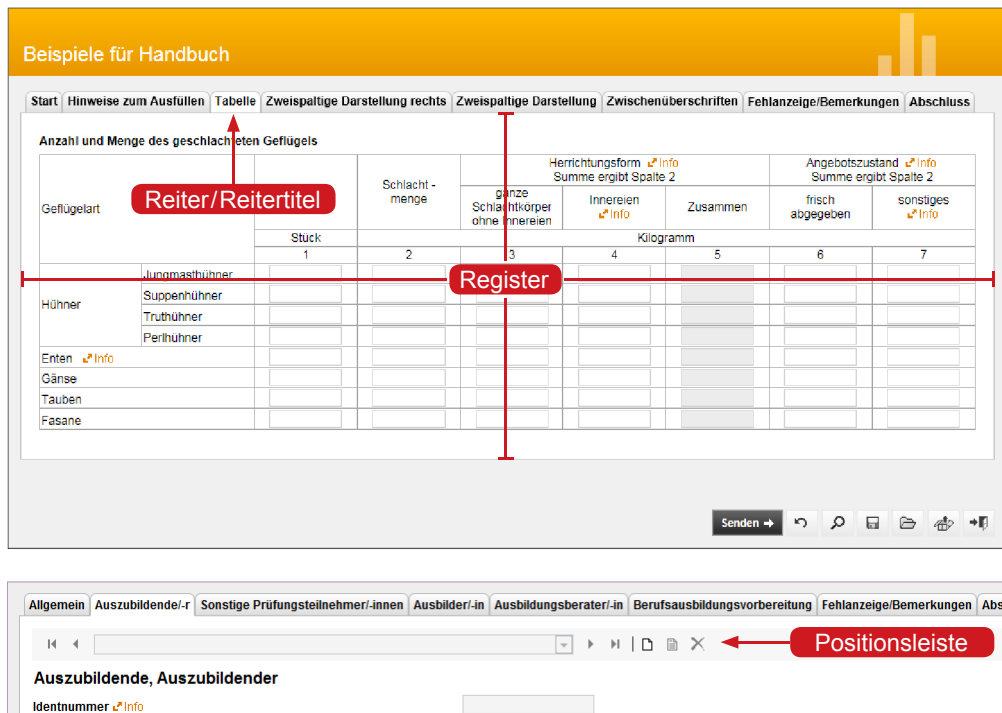 Beispiele für Handbuch
Start Hinweise zum Ausfüllen Tabelle Zweispaltige Darstellung rechts Zweispaltige Darstellung Zwischenüberschriften Fehlanzeige/Bemerkungen Abschluss
Anzahl und Menge des geschlachteten Geflügels
Herrichtungsform Info
Summe ergibt Spalte 2
Angebotszustand Info
Summe ergibt Spalte 2
Geflügelart
Reiter/Reitertitel
Schlacht -
menge
ganze
Schlachtkörper
ohne Innereien
Innereien
Info
Zusammen
frisch
abgegeben
sonstiges
Info
Stück Kilogramm
1 2 3 4 5 6 7
Jungmasthühner
Register
Hühner
Suppenhühner
Truthühner
Perlhühner
Enten Info
Gänse
Tauben
Fasane
Senden
Allgemein Auszubildende/-r Sonstige Prüfungsteilnehmer/-innen Ausbilder/-in Ausbildungsberater/-in Berufsausbildungsvorbereitung Fehlanzeige/Bemerkungen Abs
Positionsleiste
Auszubildende, Auszubildender
Identnummer Info